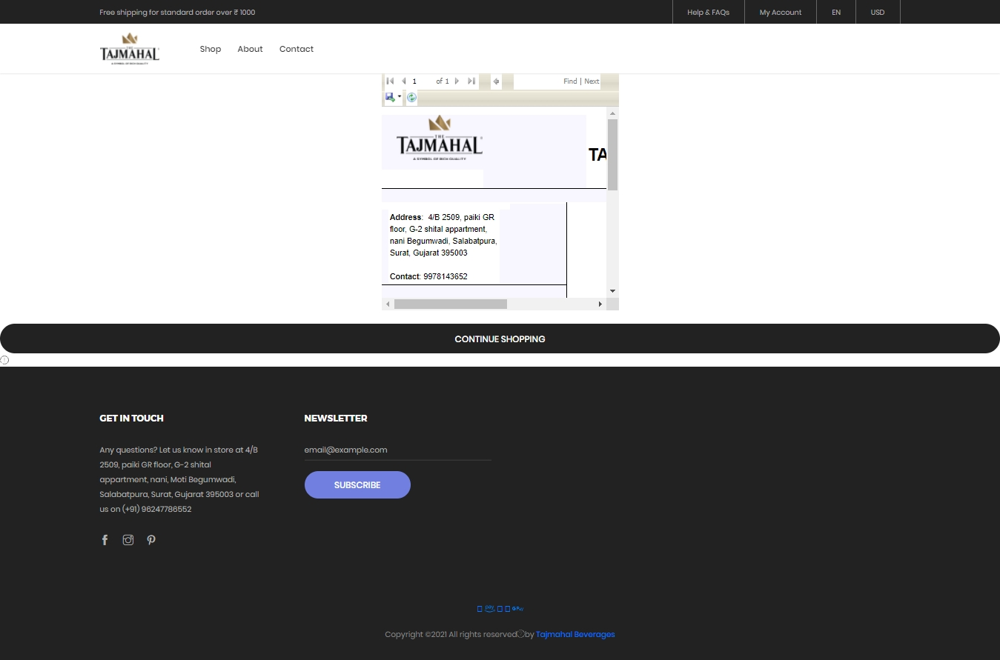 Free shipping for standard order over ₹ 1000
Help & FAQs
My Account
EN
USD
THE
TAJMAHAL
A SYMBOL OF RICH QUALITY
Shop
About
Contact
1
of 1
Find | Next
THE
TAJMAHAL
A SYMBOL OF RICH QUALITY
TA
Address: 4/B 2509, paiki GR
floor, G-2 shital appartment,
nani Begumwadi, Salabatpura,
Surat, Gujarat 395003
Contact: 9978143652
CONTINUE SHOPPING
GET IN TOUCH
NEWSLETTER
Any questions? Let us know in store at 4/B
2509, paiki GR floor, G-2 shital
appartment, nani, Moti Begumwadi,
Salabatpura, Surat, Gujarat 395003 or call
us on (+91) 96247786552
email@example.com
SUBSCRIBE
pay
G Pay
Copyright ©2021 All rights reserved by Tajmahal Beverages